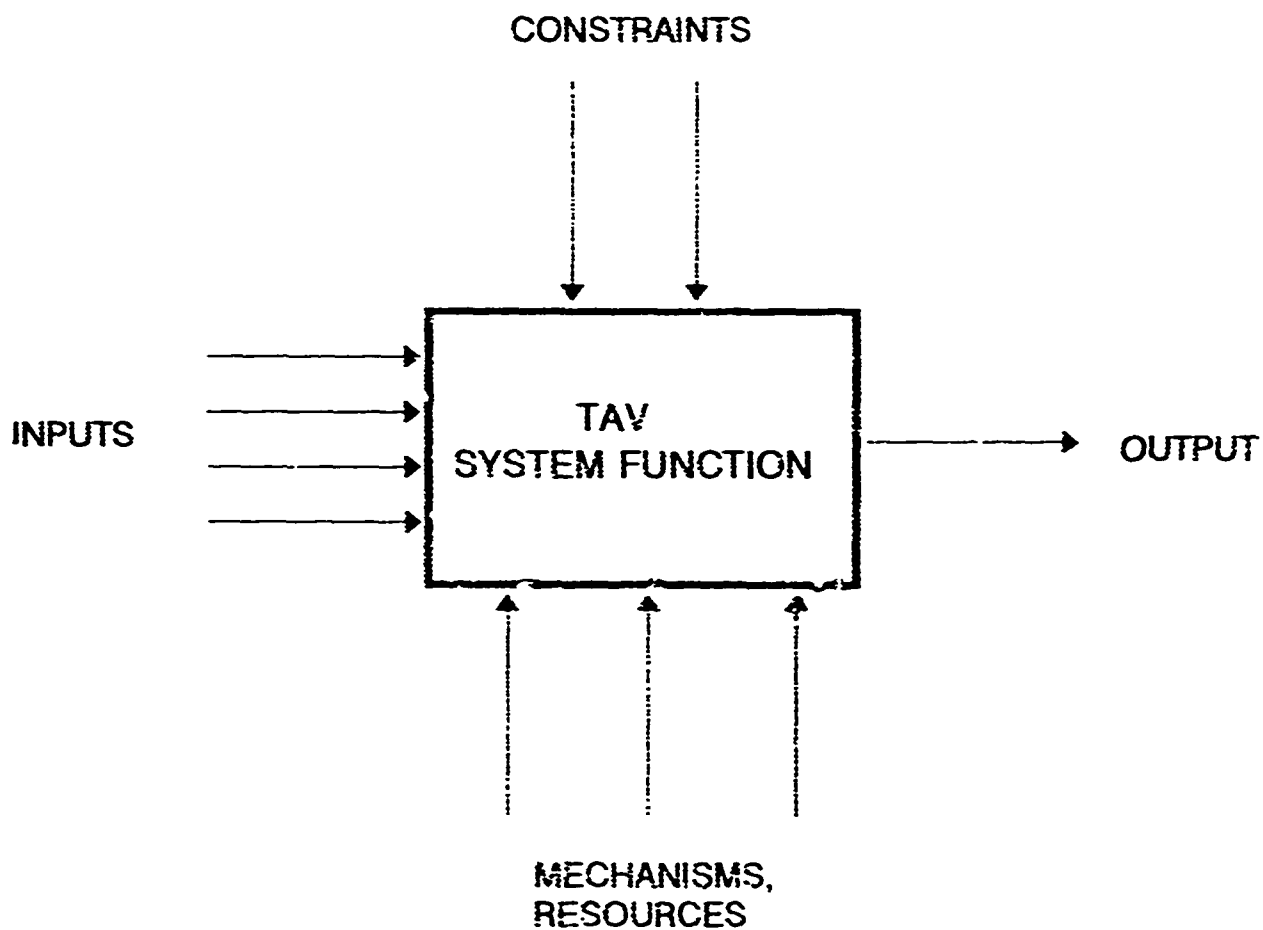 CONSTRAINTS
INPUTS
TAV
SYSTEM FUNCTION
OUTPUT
MECHANISMS,
RESOURCES